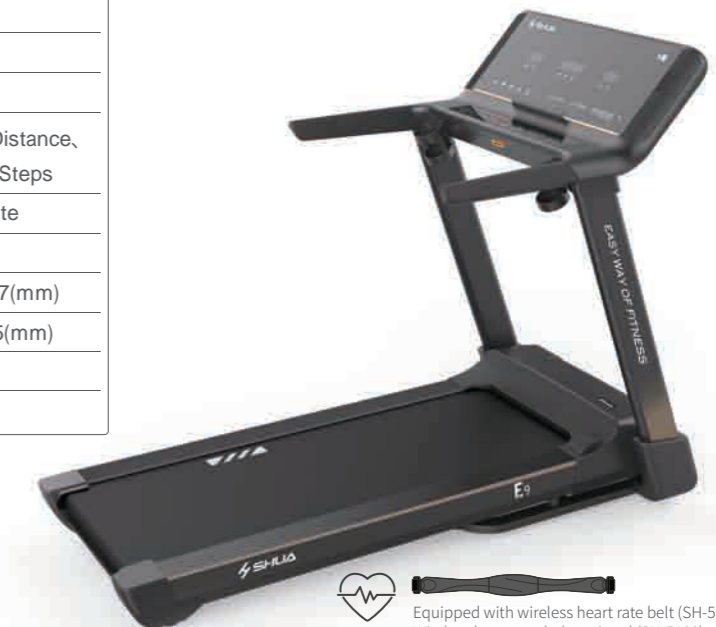 Distance、
Steps
te
7(mm)
5(mm)
SHUA
EASY WAY OF FITNESS
E9
SHUA
Equipped with wireless heart rate belt (SH-5